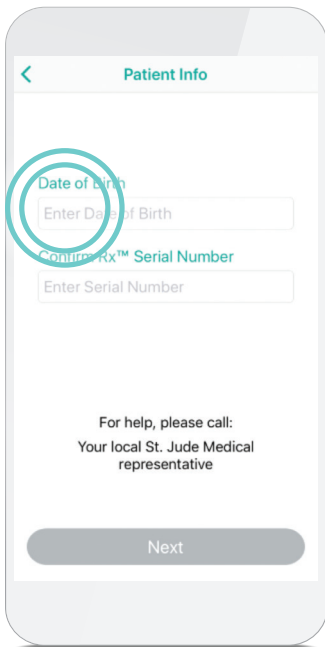 Patient Info
Date of Birth
Enter Date of Birth
Confirm Rx™ Serial Number
Enter Serial Number
For help, please call:
Your local St. Jude Medical
representative
Next